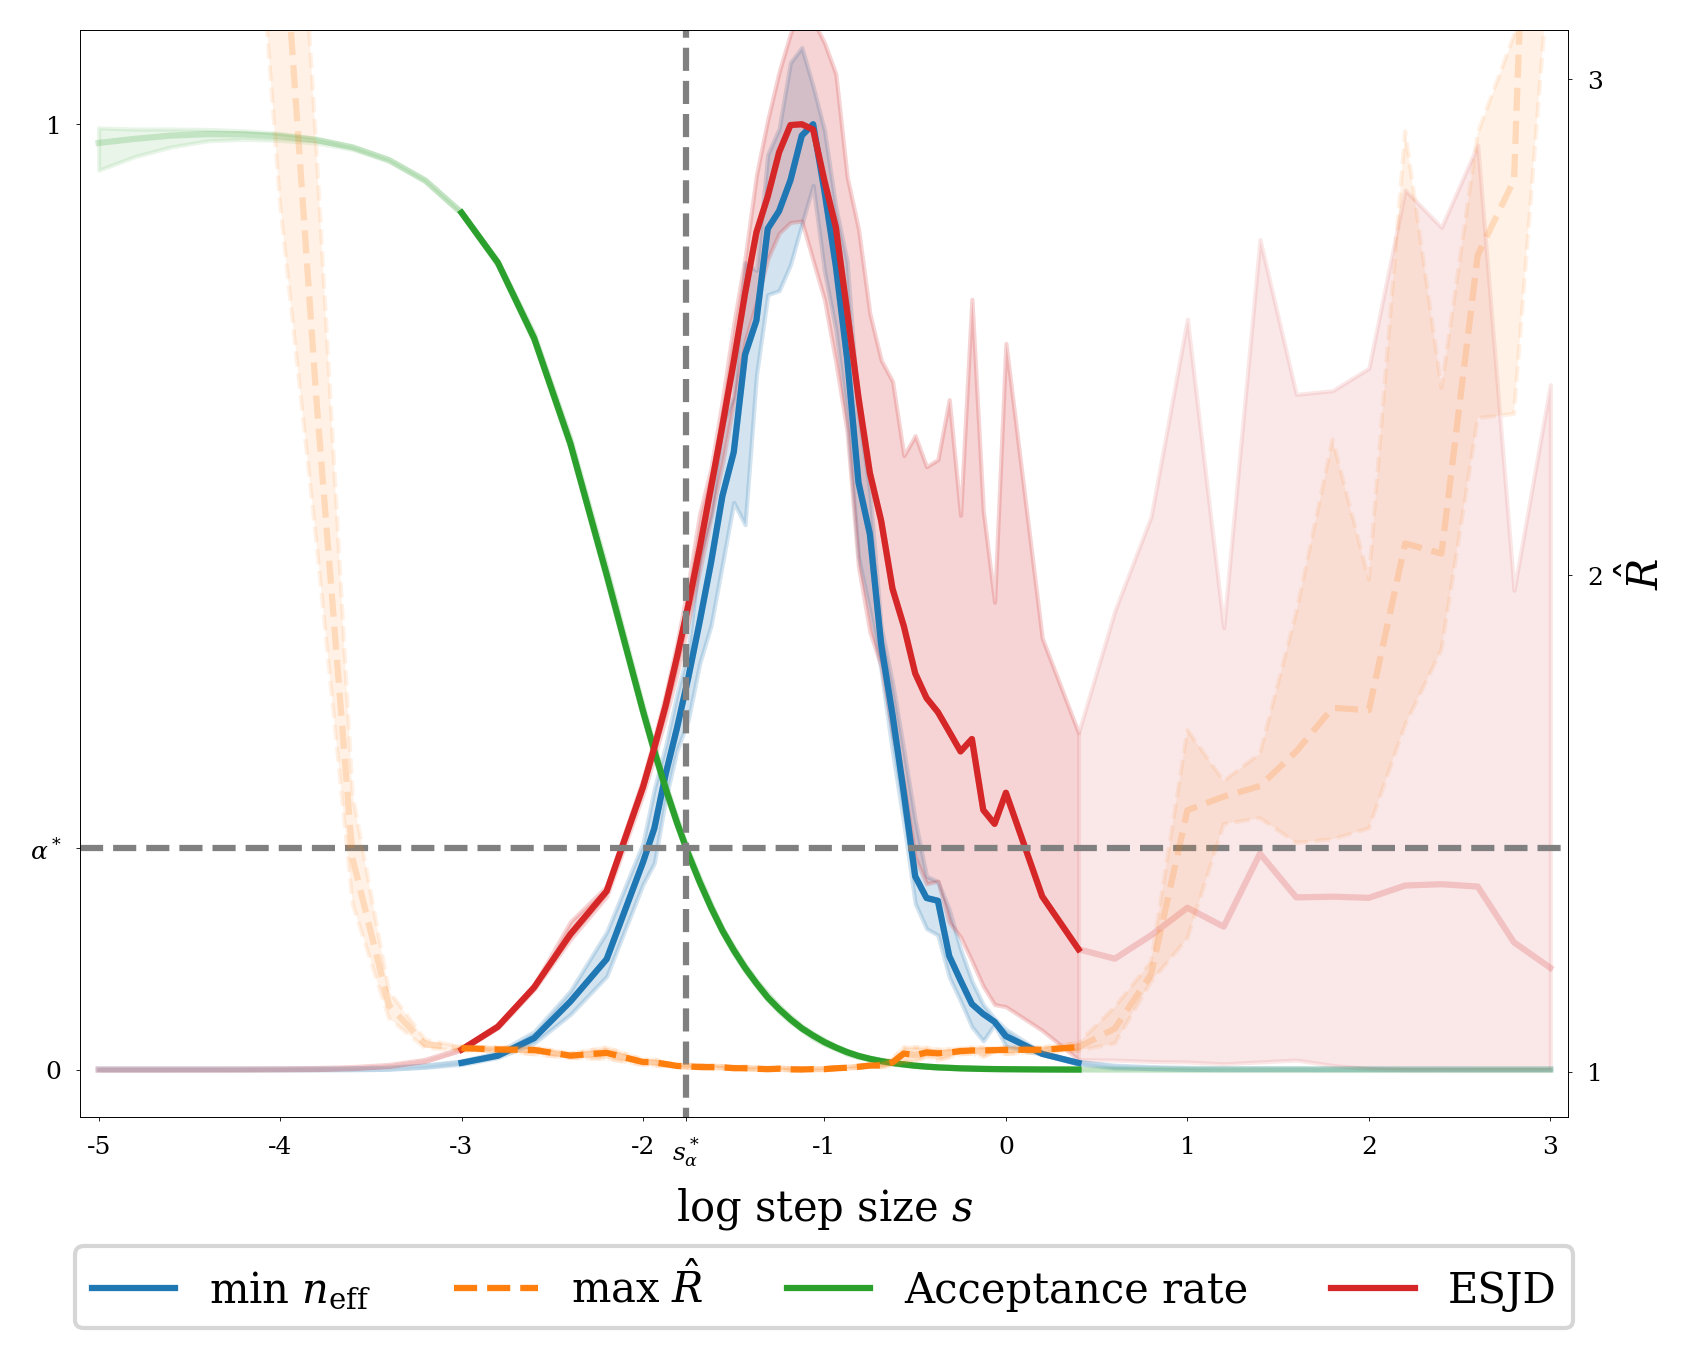 1
α*
0
3
2
1
R̂
-5 -4 -3 -2 s*α -1 0 1 2 3
log step size s
min neff max R̂ Acceptance rate ESJD